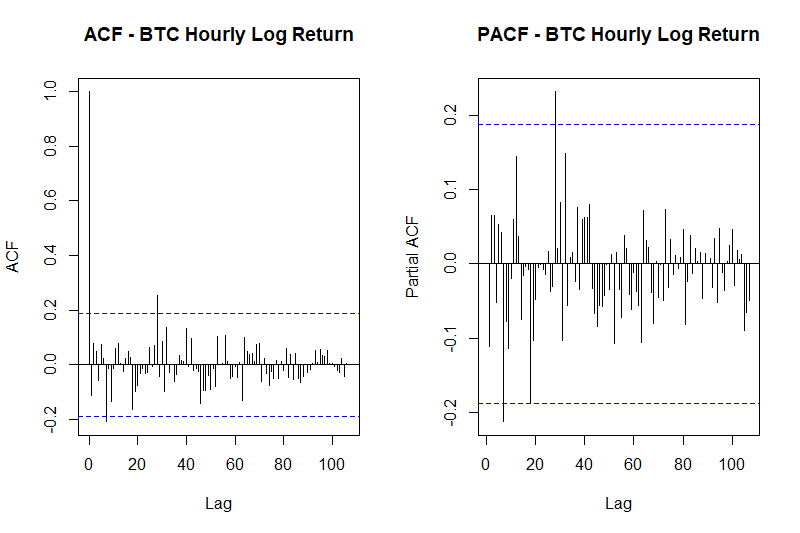 ACF - BTC Hourly Log Return
ACF
1.0
0.8
0.6
0.4
0.2
0.0
-0.2
0 20 40 60 80 100
Lag
PACF - BTC Hourly Log Return
Partial ACF
0.2
0.1
0.0
-0.1
-0.2
0 20 40 60 80 100
Lag